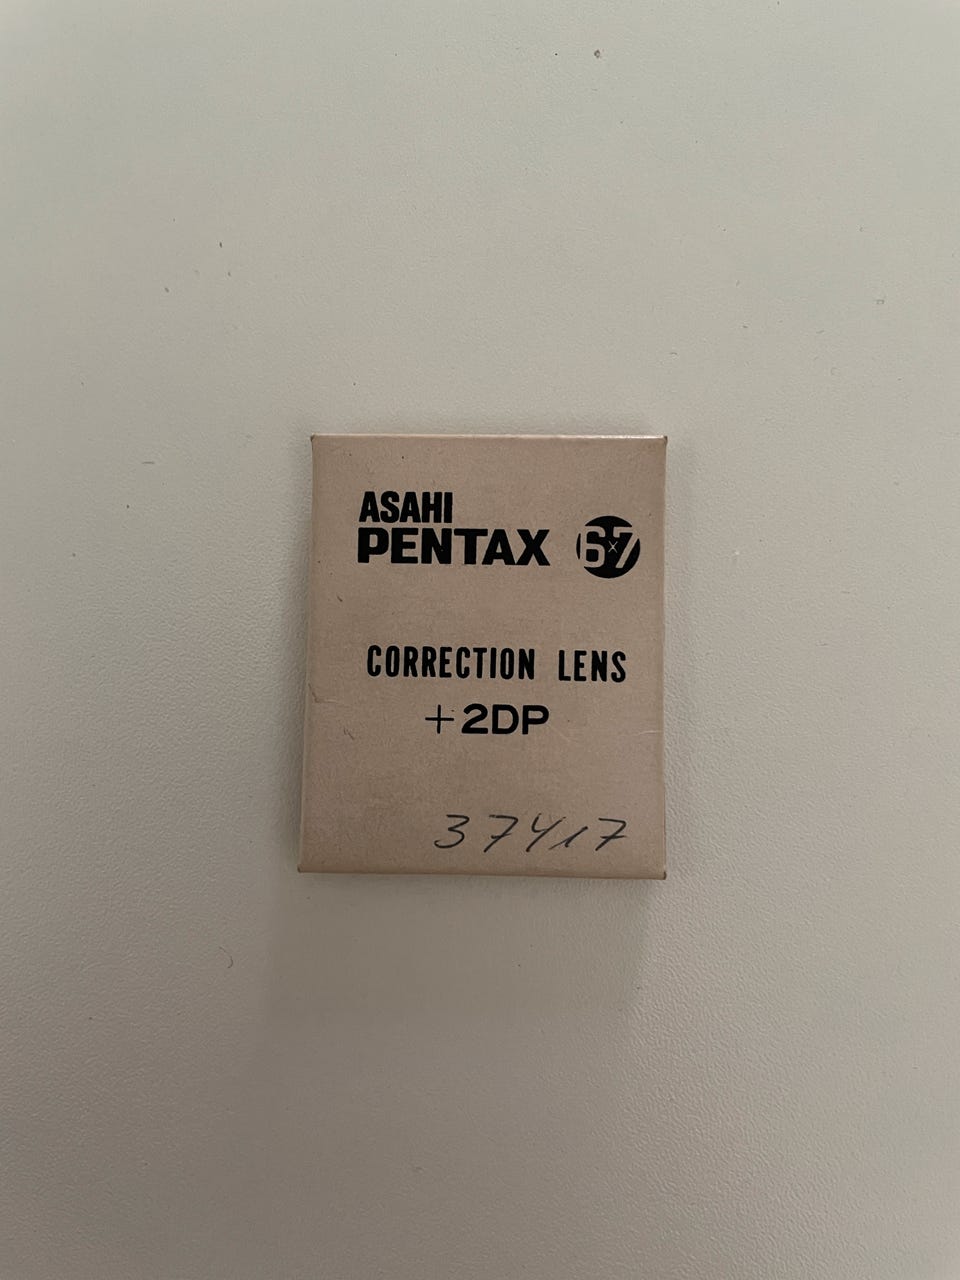 ASAHI
PENTAX 6x7
CORRECTION LENS
+2DP
37417